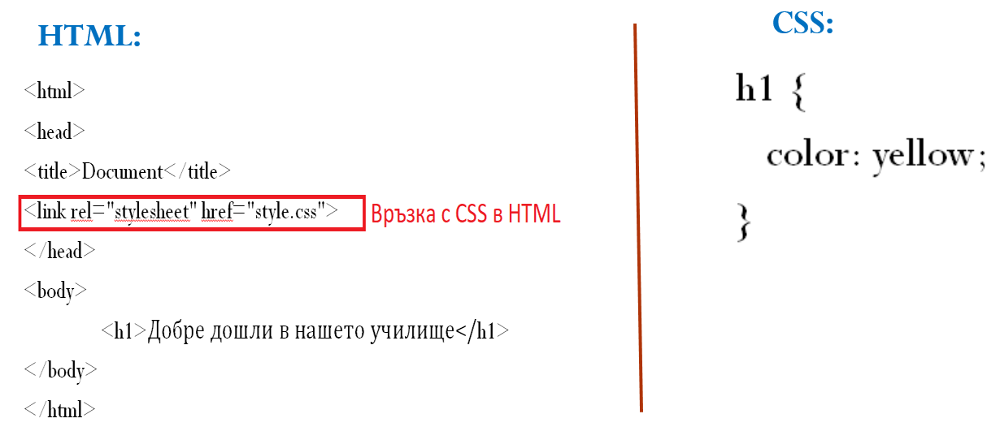 HTML:
<html>
<head>
<title>Document</title>
<link rel="stylesheet" href="style.css">
Връзка с CSS в HTML
</head>
<body>
<h1>Добре дошли в нашето училище</h1>
</body>
</html>
CSS:
h1 {
color: yellow;
}